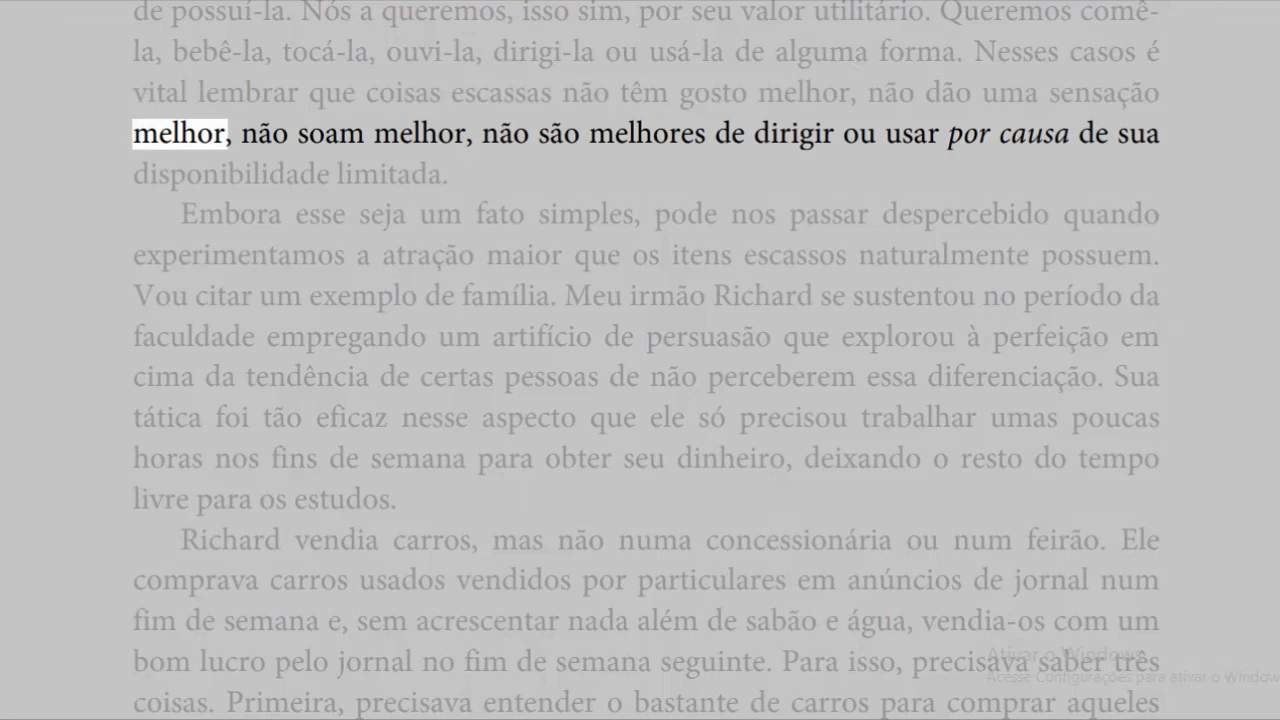 de possuí-la. Nós a queremos, isso sim, por seu valor utilitário. Queremos comê-
la, bebê-la, tocá-la, ouvi-la, dirigi-la ou usá-la de alguma forma. Nesses casos é
vital lembrar que coisas escassas não têm gosto melhor, não dão uma sensação
melhor, não soam melhor, não são melhores de dirigir ou usar por causa de sua
disponibilidade limitada.
Embora esse seja um fato simples, pode nos passar despercebido quando
experimentamos a atração maior que os itens escassos naturalmente possuem.
Vou citar um exemplo de família. Meu irmão Richard se sustentou no período da
faculdade empregando um artifício de persuasão que explorou à perfeição em
cima da tendência de certas pessoas de não perceberem essa diferenciação. Sua
tática foi tão eficaz nesse aspecto que ele só precisou trabalhar umas poucas
horas nos fins de semana para obter seu dinheiro, deixando o resto do tempo
livre para os estudos.
Richard vendia carros, mas não numa concessionária ou num feirão. Ele
comprava carros usados vendidos por particulares em anúncios de jornal num
fim de semana e, sem acrescentar nada além de sabão e água, vendia-os com um
bom lucro pelo jornal no fim de semana seguinte. Para isso, precisava saber três
coisas. Primeira, precisava entender o bastante de carros para comprar aqueles
Ativar o Windows
Acesse Configurações para ativar o Window